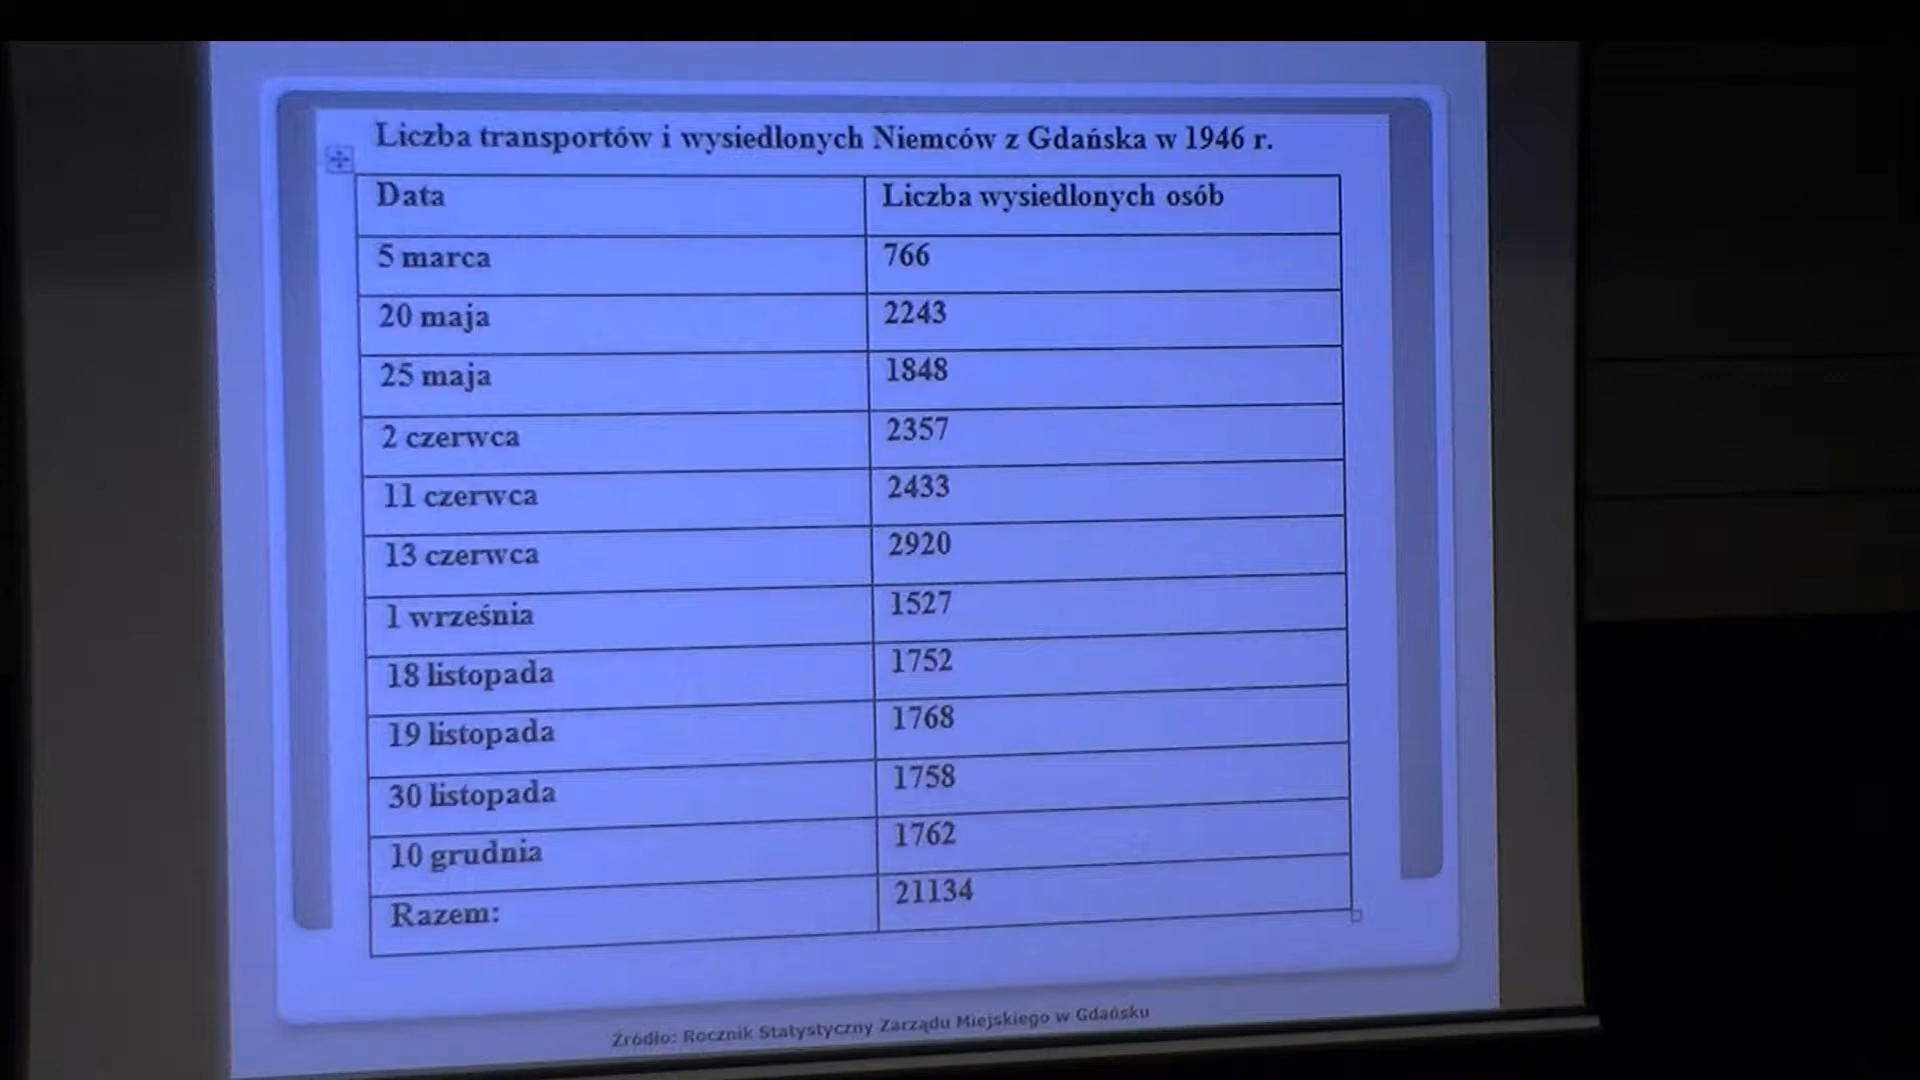 Liczba transportów i wysiedlonych Niemców z Gdańska w 1946 r.
Data Liczba wysiedlonych osób
5 marca 766
20 maja 2243
25 maja 1848
2 czerwca 2357
11 czerwca 2433
13 czerwca 2920
1 września 1527
18 listopada 1752
19 listopada 1768
30 listopada 1758
10 grudnia 1762
Razem: 21134
Źródło: Rocznik Statystyczny Zarządu Miejskiego w Gdańsku